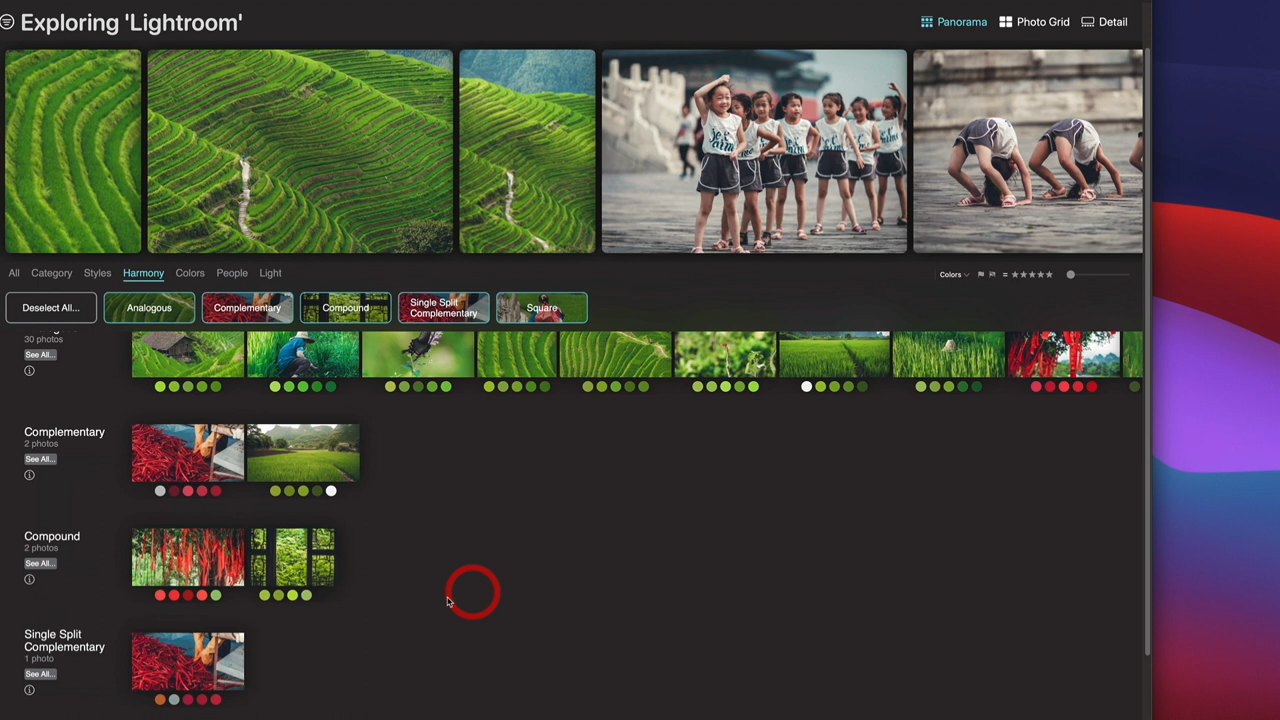 Exploring 'Lightroom'
Panorama
Photo Grid
Detail
All
Category
Styles
Harmony
Colors
People
Light
Colors
Deselect All...
Analogous
Complementary
Compound
Single Split
Complementary
Square
30 photos
See All...
Complementary
2 photos
See All...
Compound
2 photos
See All...
Single Split
Complementary
1 photo
See All...